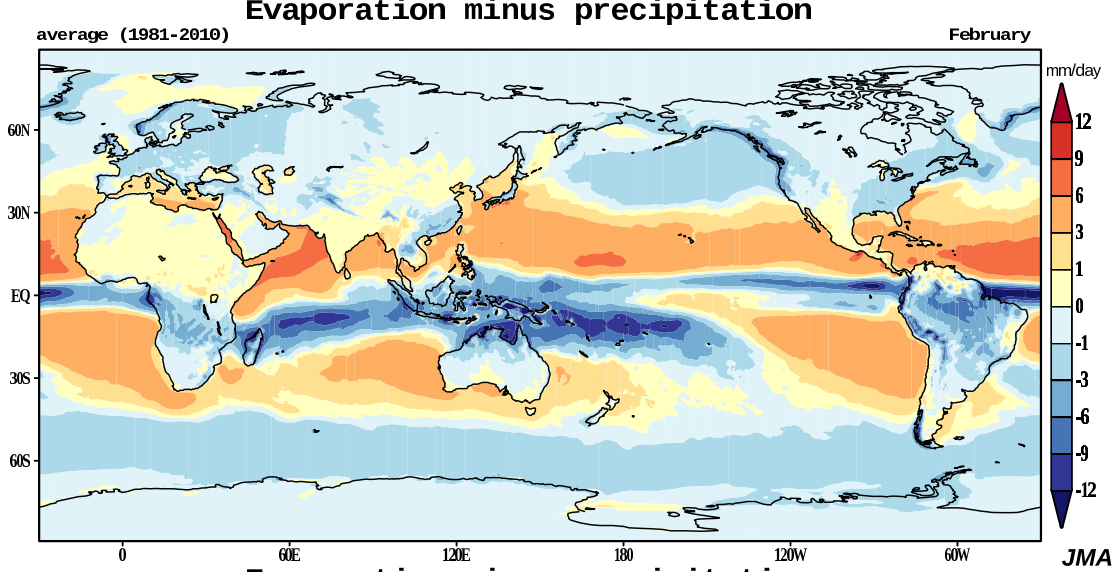 Evaporation minus precipitation
average (1981-2010) February
mm/day
12
9
6
3
1
0
-1
-3
-6
-9
-12
60N
30N
EQ
30S
60S
0 60E 120E 180 120W 60W
JMA